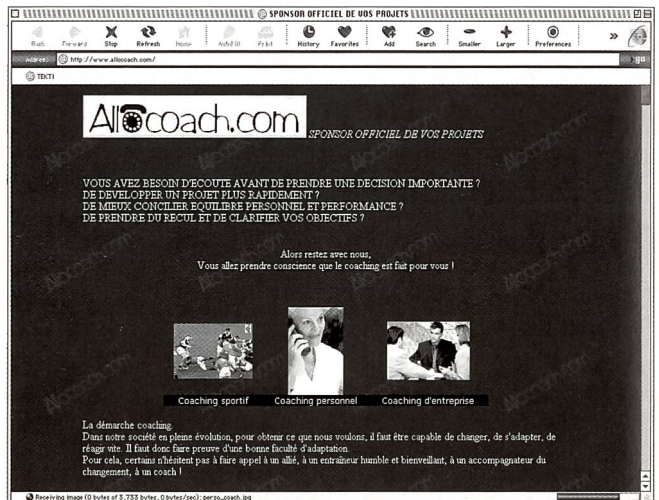 SPONSOR OFFICIEL DE VOS PROJETS
Back Forward Stop Refresh Home AutoFill Print History Favorites Add Search Smaller Larger Preferences »
Address: http://www.allocoach.com/ go
TEKTI
Allocoach.com SPONSOR OFFICIEL DE VOS PROJETS
VOUS AVEZ BESOIN D'ECOUTE AVANT DE PRENDRE UNE DECISION IMPORTANTE ?
DE DEVELOPPER UN PROJET PLUS RAPIDEMENT ?
DE MIEUX CONCILIER EQUILIBRE PERSONNEL ET PERFORMANCE ?
DE PRENDRE DU RECUL ET DE CLARIFIER VOS OBJECTIFS ?
Alors restez avec nous,
Vous allez prendre conscience que le coaching est fait pour vous !
Coaching sportif Coaching personnel Coaching d'entreprise
La démarche coaching.
Dans notre société en pleine évolution, pour obtenir ce que nous voulons, il faut être capable de changer, de s'adapter, de
réagir vite. Il faut donc faire preuve d'une bonne faculté d'adaptation.
Pour cela, certains n'hésitent pas à faire appel à un allié, à un entraîneur humble et bienveillant, à un accompagnateur du
changement, à un coach !
Receiving image (0 bytes of 3,733 bytes, 0 bytes/sec): perso_coach.jpg